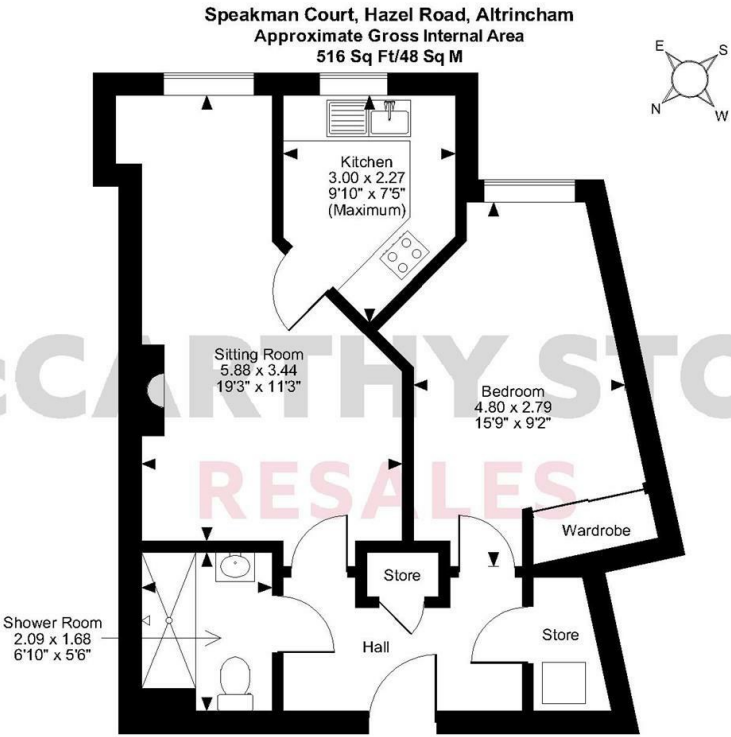 Speakman Court, Hazel Road, Altrincham
Approximate Gross Internal Area
516 Sq Ft/48 Sq M
E
S
N
W
Kitchen
3.00 x 2.27
9'10" x 7'5"
(Maximum)
McCARTHY STO
Sitting Room
5.88 x 3.44
19'3" x 11'3"
Bedroom
4.80 x 2.79
15'9" x 9'2"
RESALES
Wardrobe
Store
Shower Room
2.09 x 1.68
6'10" x 5'6"
Hall
Store